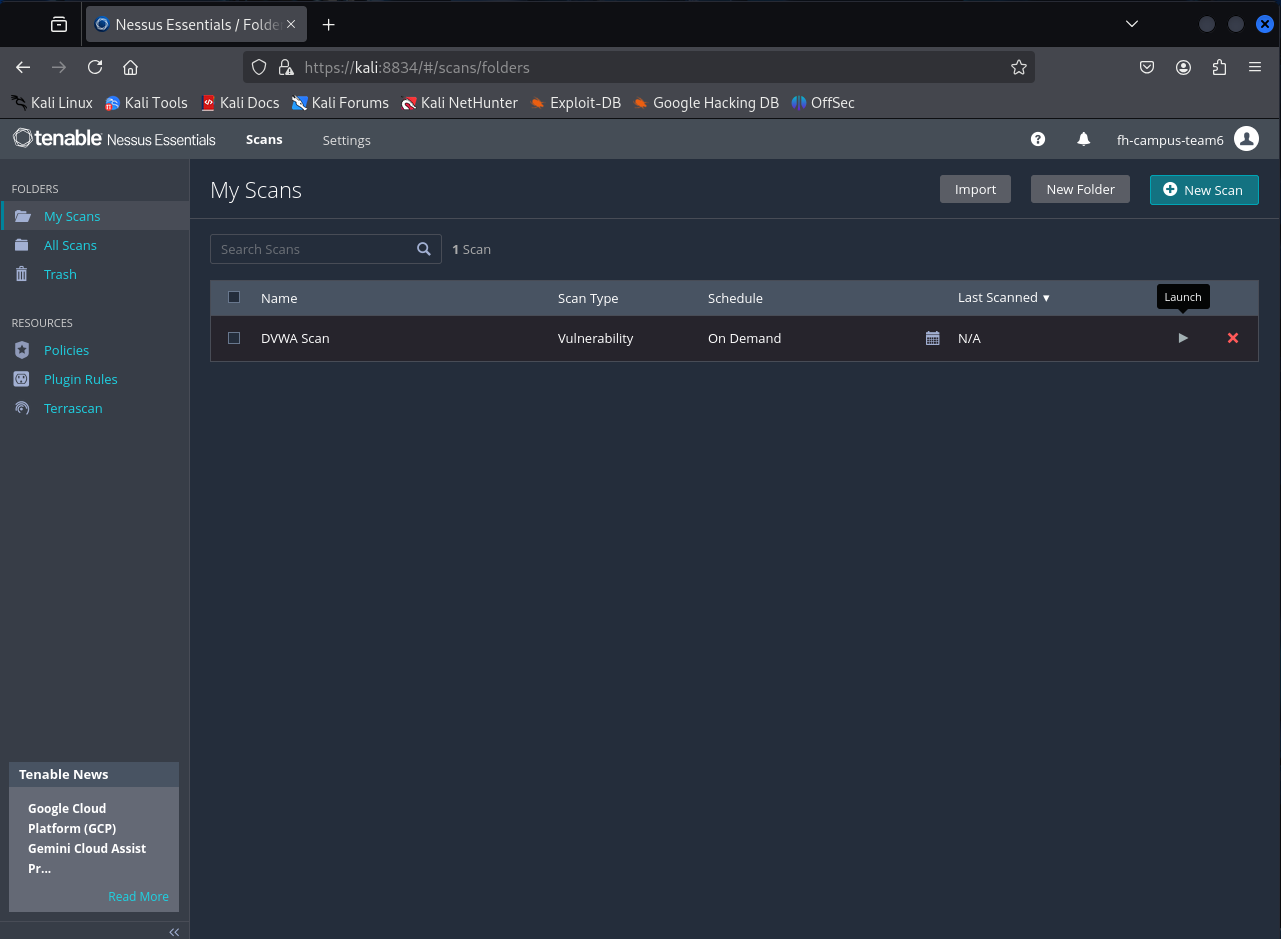 Nessus Essentials / Folde
https://kali:8834/#/scans/folders
Kali Linux Kali Tools Kali Docs Kali Forums Kali NetHunter Exploit-DB Google Hacking DB OffSec
tenable Nessus Essentials Scans Settings fh-campus-team6
FOLDERS
My Scans
All Scans
Trash
RESOURCES
Policies
Plugin Rules
Terrascan
Tenable News
Google Cloud
Platform (GCP)
Gemini Cloud Assist
Pr...
Read More
My Scans Import New Folder New Scan
Search Scans 1 Scan
Name Scan Type Schedule Last Scanned ▼
Launch
DVWA Scan Vulnerability On Demand N/A